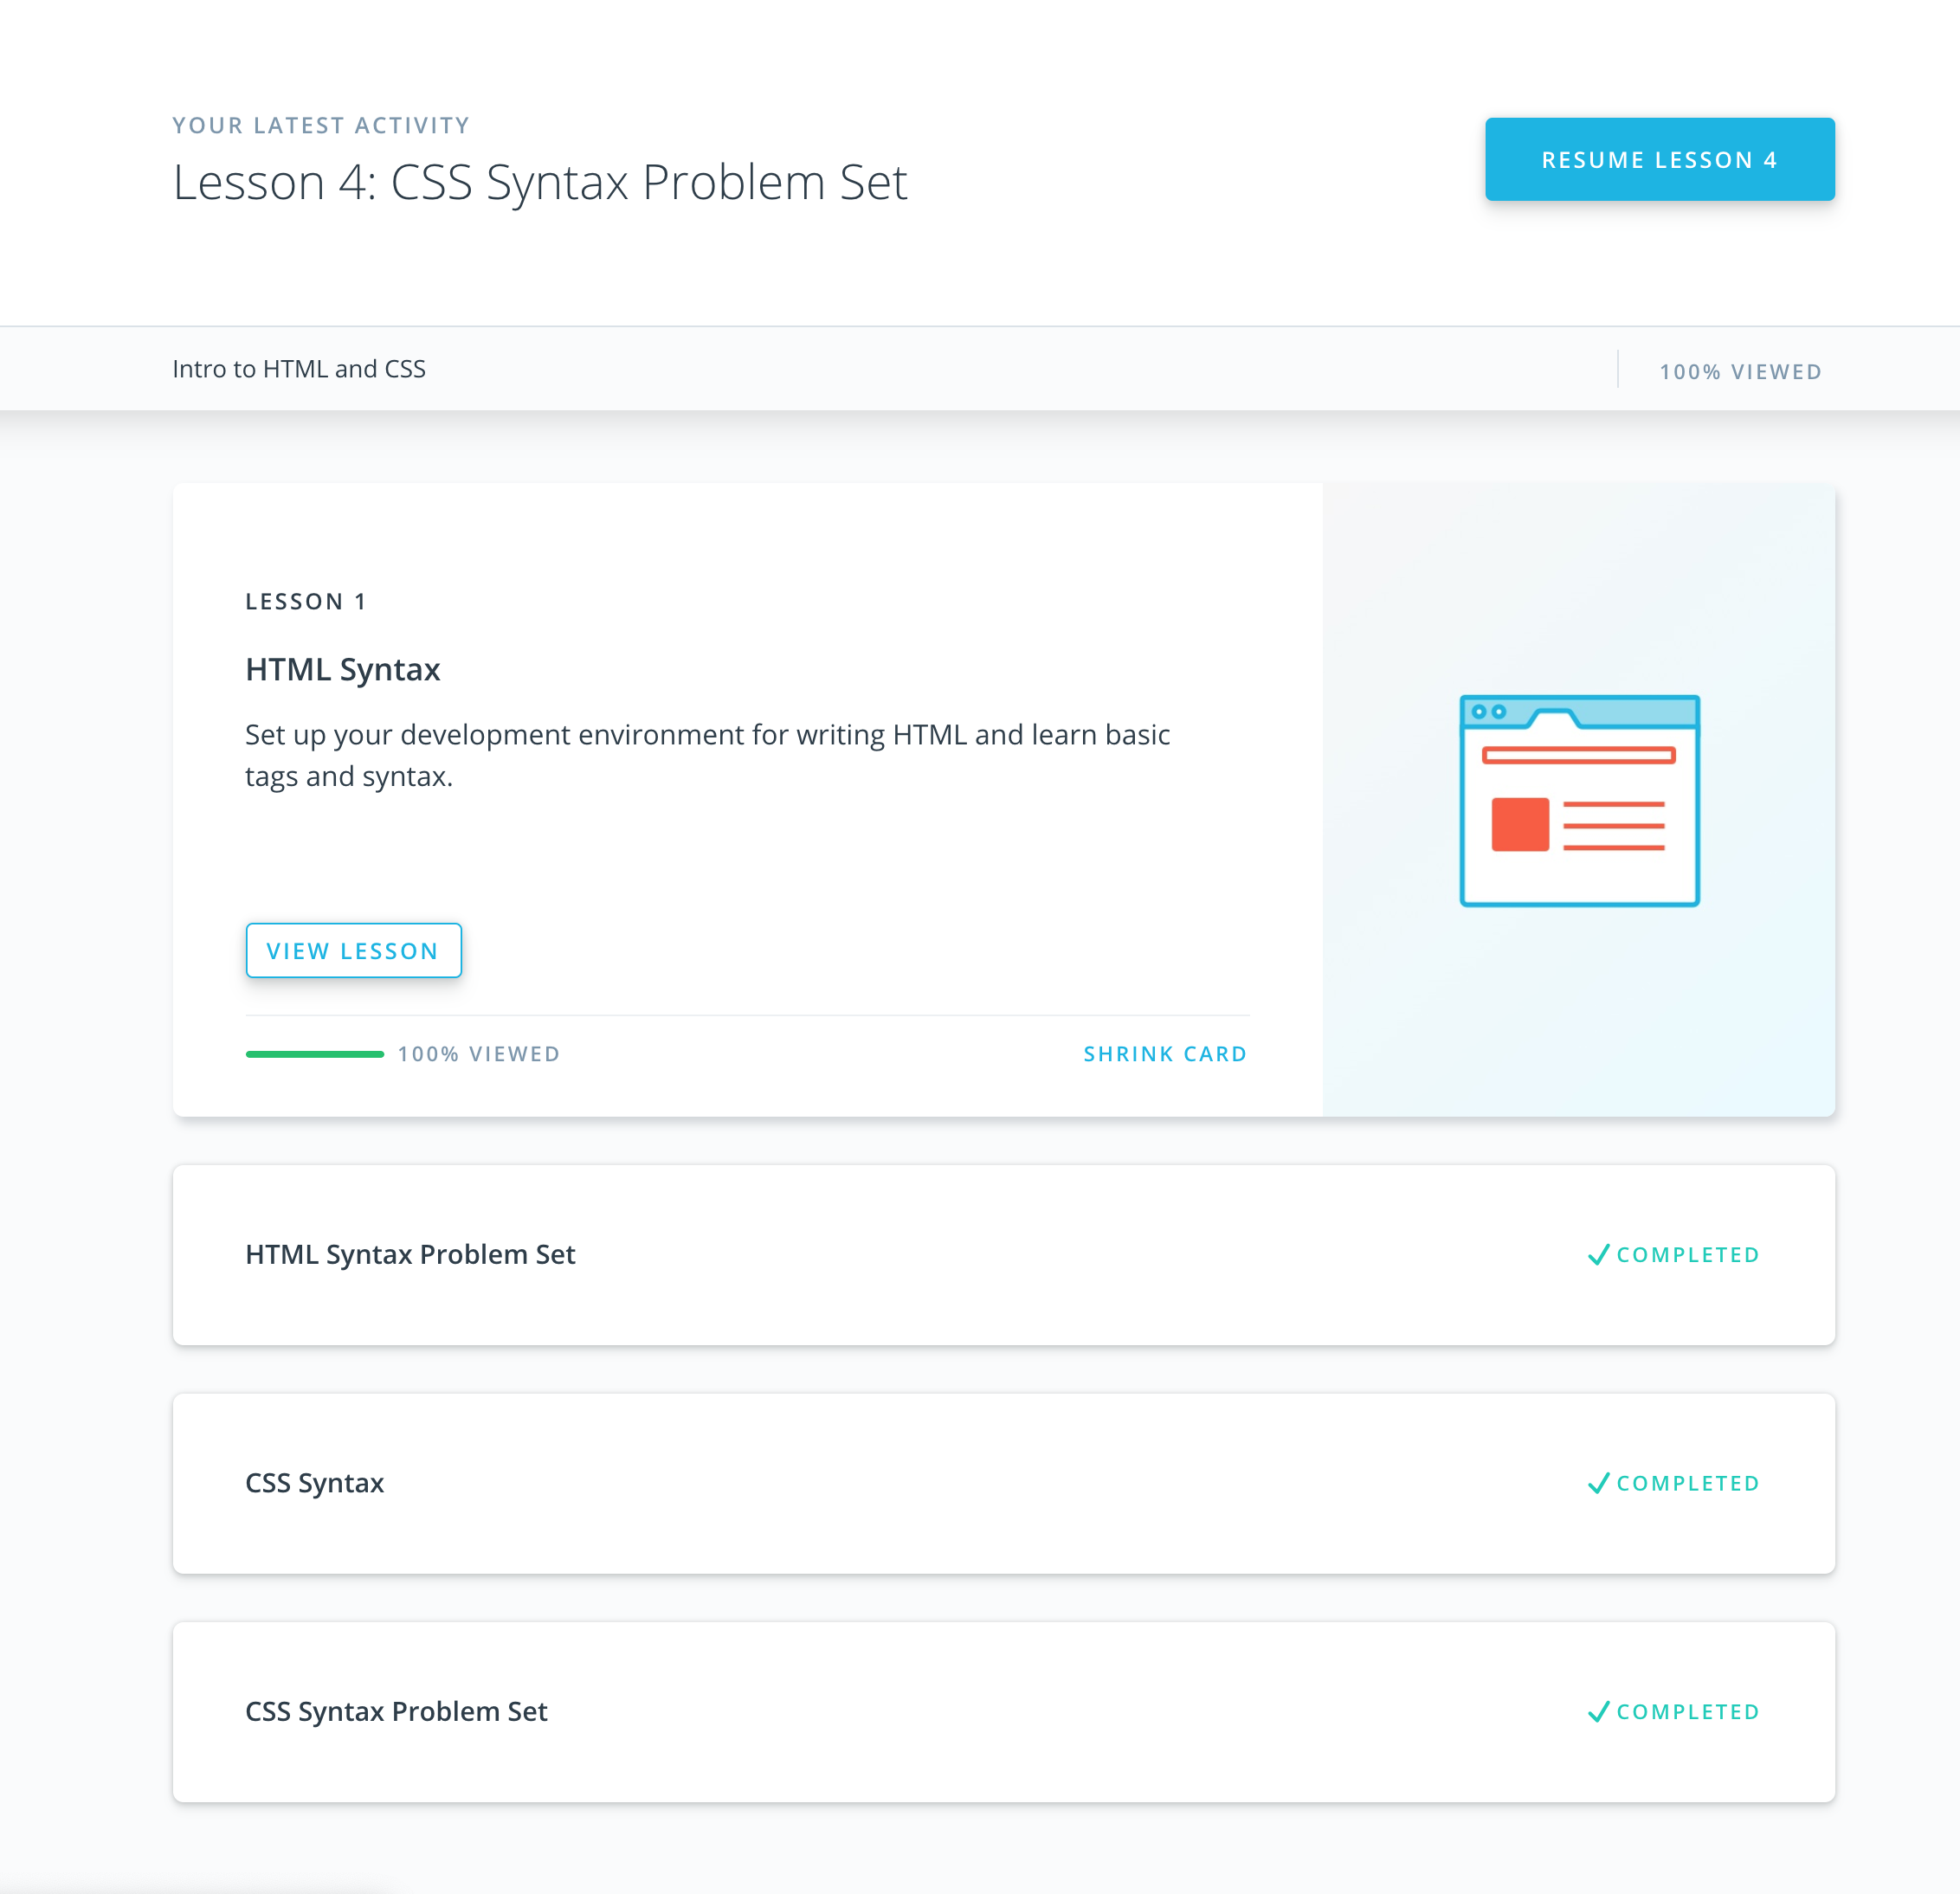 YOUR LATEST ACTIVITY
Lesson 4: CSS Syntax Problem Set
RESUME LESSON 4
Intro to HTML and CSS
100% VIEWED
LESSON 1
HTML Syntax
Set up your development environment for writing HTML and learn basic
tags and syntax.
VIEW LESSON
100% VIEWED
SHRINK CARD
HTML Syntax Problem Set
COMPLETED
CSS Syntax
COMPLETED
CSS Syntax Problem Set
COMPLETED